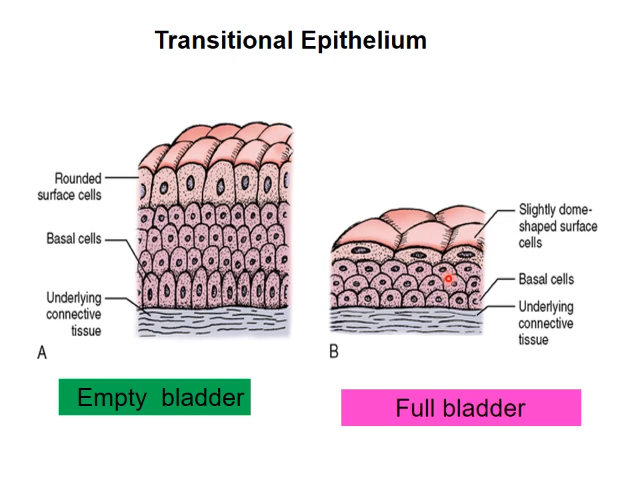 Transitional Epithelium
Rounded
surface cells
Basal cells
Underlying
connective
tissue
A
Empty bladder
Slightly dome-
shaped surface
cells
Basal cells
Underlying
connective
tissue
B
Full bladder